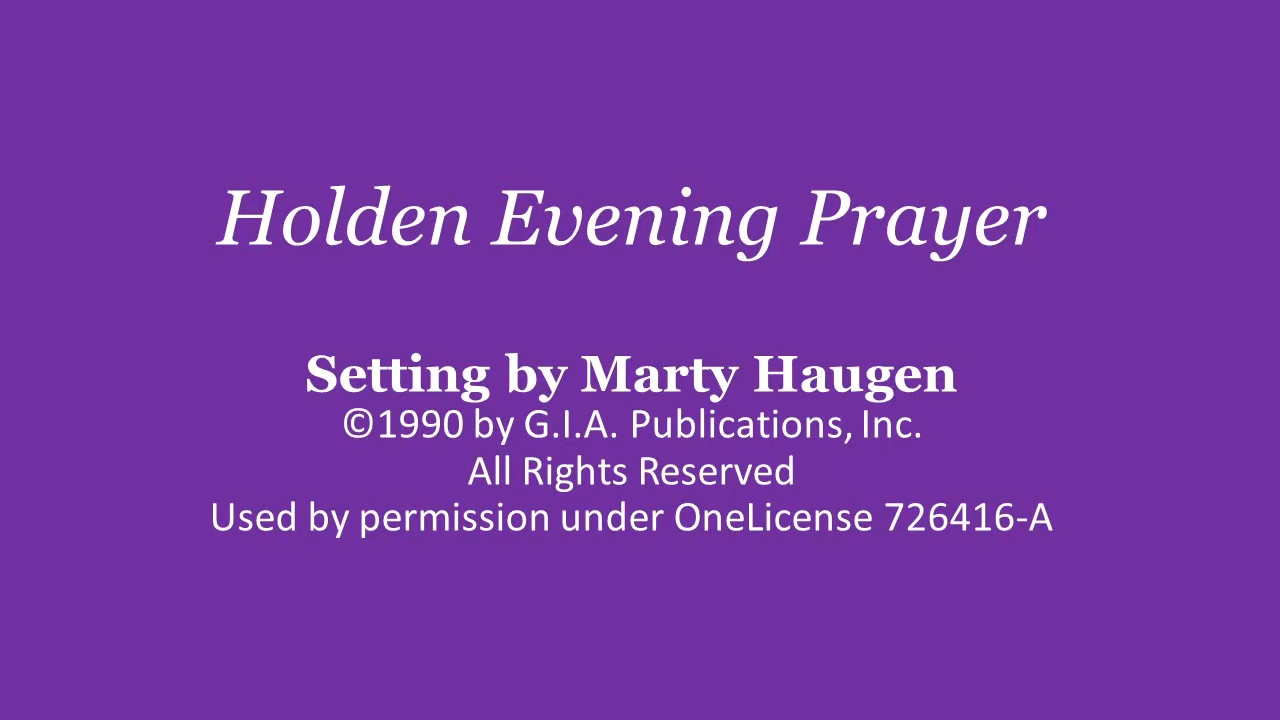 Holden Evening Prayer
Setting by Marty Haugen
©1990 by G.I.A. Publications, Inc.
All Rights Reserved
Used by permission under OneLicense 726416-A